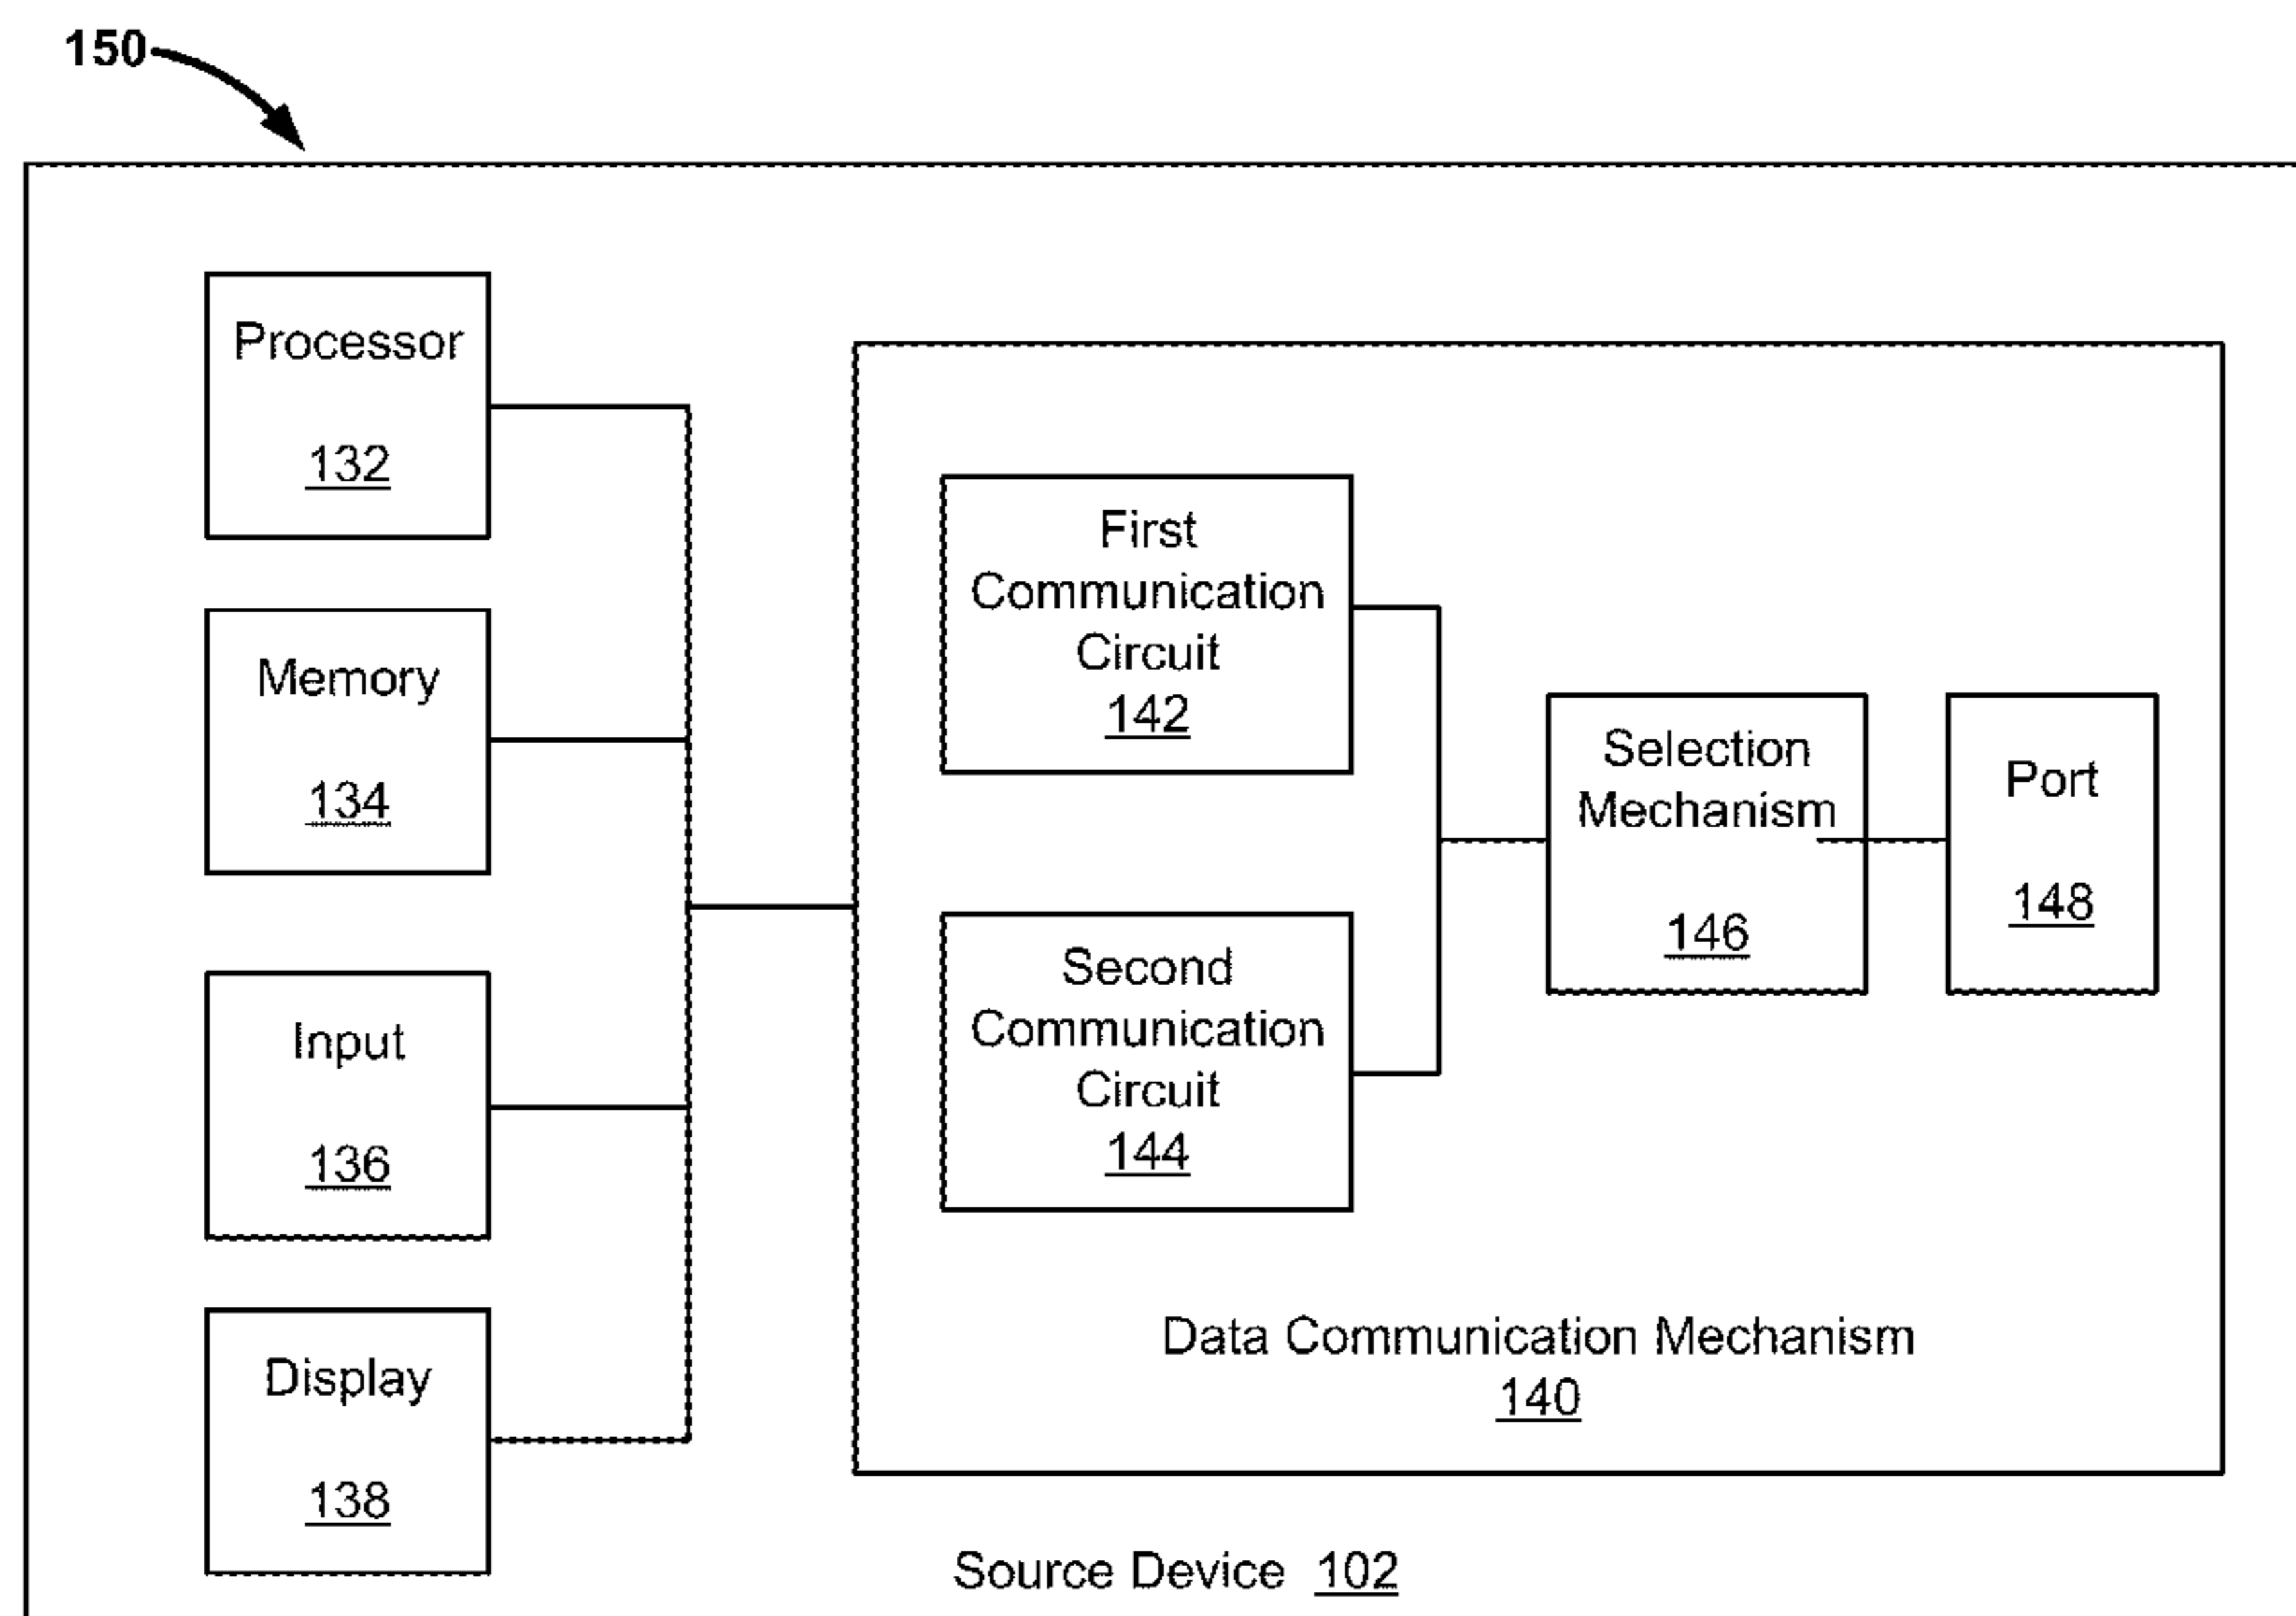 150
Processor
132
Memory
134
Input
136
Display
138
First
Communication
Circuit
142
Second
Communication
Circuit
144
Selection
Mechanism
146
Port
148
Data Communication Mechanism
140
Source Device 102